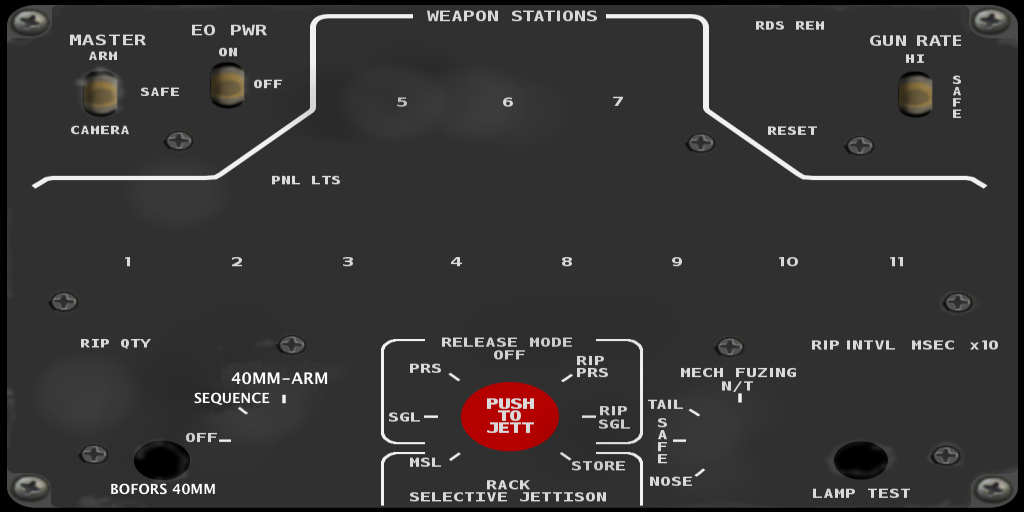 WEAPON STATIONS
MASTER
ARM
SAFE
CAMERA
EO PWR
ON
OFF
RDS REM
GUN RATE
HI
SAFE
RESET
5 6 7
PNL LTS
1 2 3 4 8 9 10 11
RIP QTY
RELEASE MODE
OFF
PRS
RIP
PRS
SGL
PUSH
TO
JETT
RIP
SGL
MSL
STORE
RACK
SELECTIVE JETTISON
RIP INTVL MSEC x10
MECH FUZING
N/T
TAIL
SAFE
NOSE
40MM-ARM
SEQUENCE
OFF
BOFORS 40MM
LAMP TEST